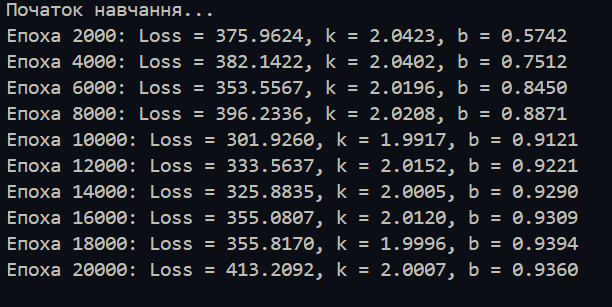 Початок навчання...
Епоха 2000: Loss = 375.9624, k = 2.0423, b = 0.5742
Епоха 4000: Loss = 382.1422, k = 2.0402, b = 0.7512
Епоха 6000: Loss = 353.5567, k = 2.0196, b = 0.8450
Епоха 8000: Loss = 396.2336, k = 2.0208, b = 0.8871
Епоха 10000: Loss = 301.9260, k = 1.9917, b = 0.9121
Епоха 12000: Loss = 333.5637, k = 2.0152, b = 0.9221
Епоха 14000: Loss = 325.8835, k = 2.0005, b = 0.9290
Епоха 16000: Loss = 355.0807, k = 2.0120, b = 0.9309
Епоха 18000: Loss = 355.8170, k = 1.9996, b = 0.9394
Епоха 20000: Loss = 413.2092, k = 2.0007, b = 0.9360